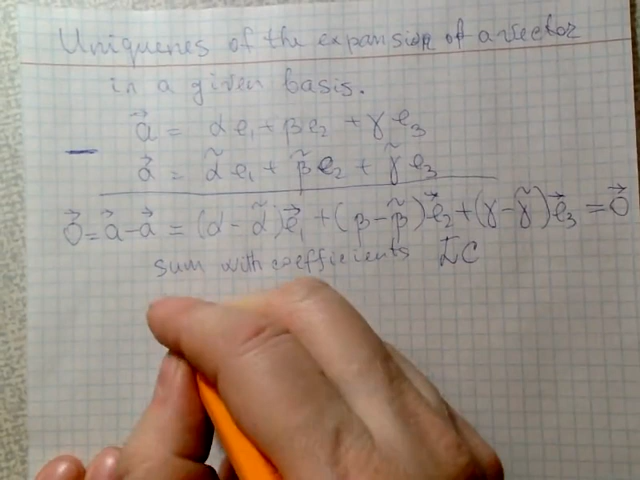 Uniquenes of the expansion of a vector
in a given basis.
a⃗ = αe₁ + βe₂ + γe₃
—
a⃗ = α̃e₁ + β̃e₂ + γ̃e₃
0⃗ = a⃗ - a⃗ = (α - α̃)e⃗₁ + (β - β̃)e⃗₂ + (γ - γ̃)e⃗₃ = 0⃗
sum with coefficients LC